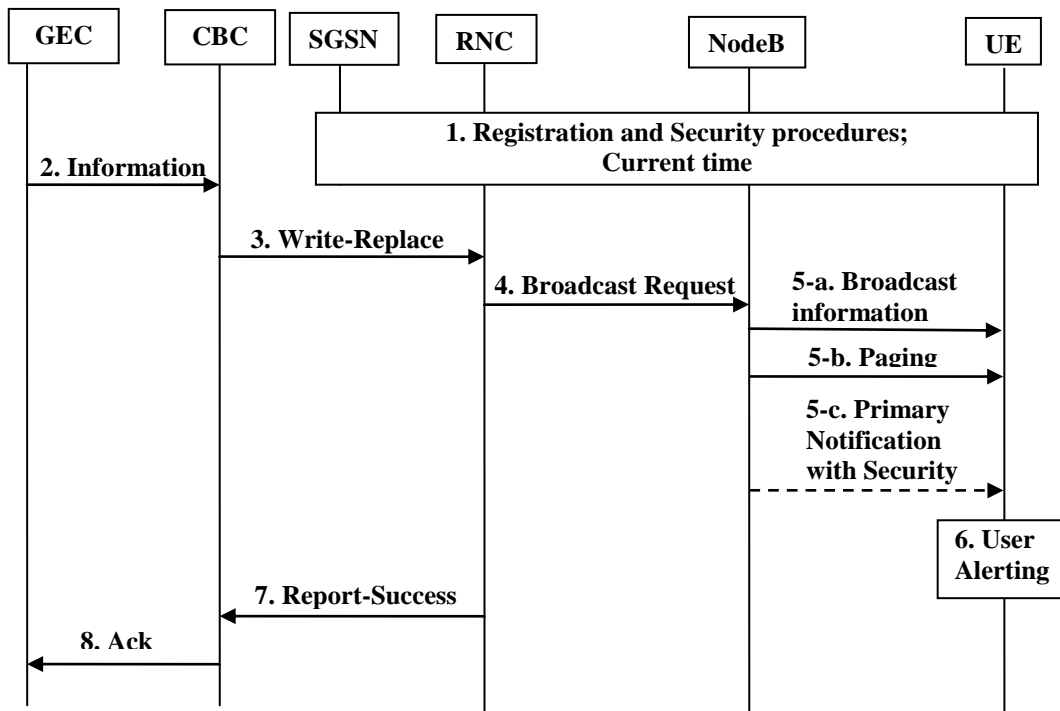 GEC
CBC
SGSN
RNC
NodeB
UE
1. Registration and Security procedures;
Current time
2. Information
3. Write-Replace
4. Broadcast Request
5-a. Broadcast
information
5-b. Paging
5-c. Primary
Notification
with Security
6. User
Alerting
7. Report-Success
8. Ack